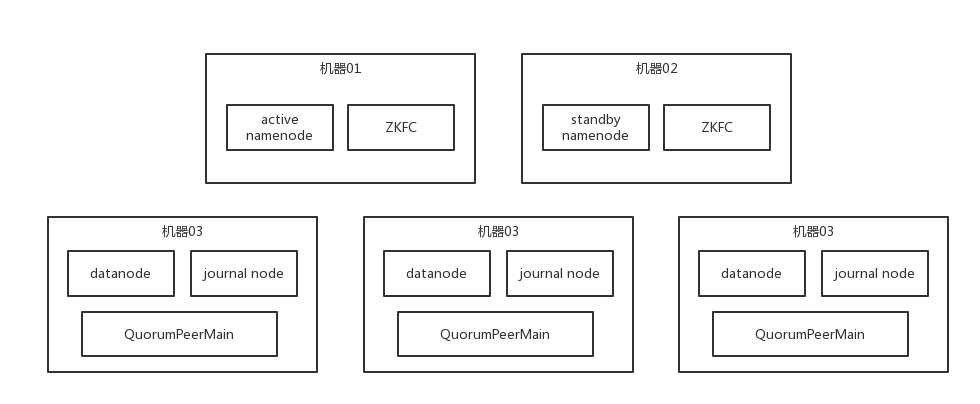 机器01
active
namenode
ZKFC
机器02
standby
namenode
ZKFC
机器03
datanode
journal node
QuorumPeerMain
机器03
datanode
journal node
QuorumPeerMain
机器03
datanode
journal node
QuorumPeerMain